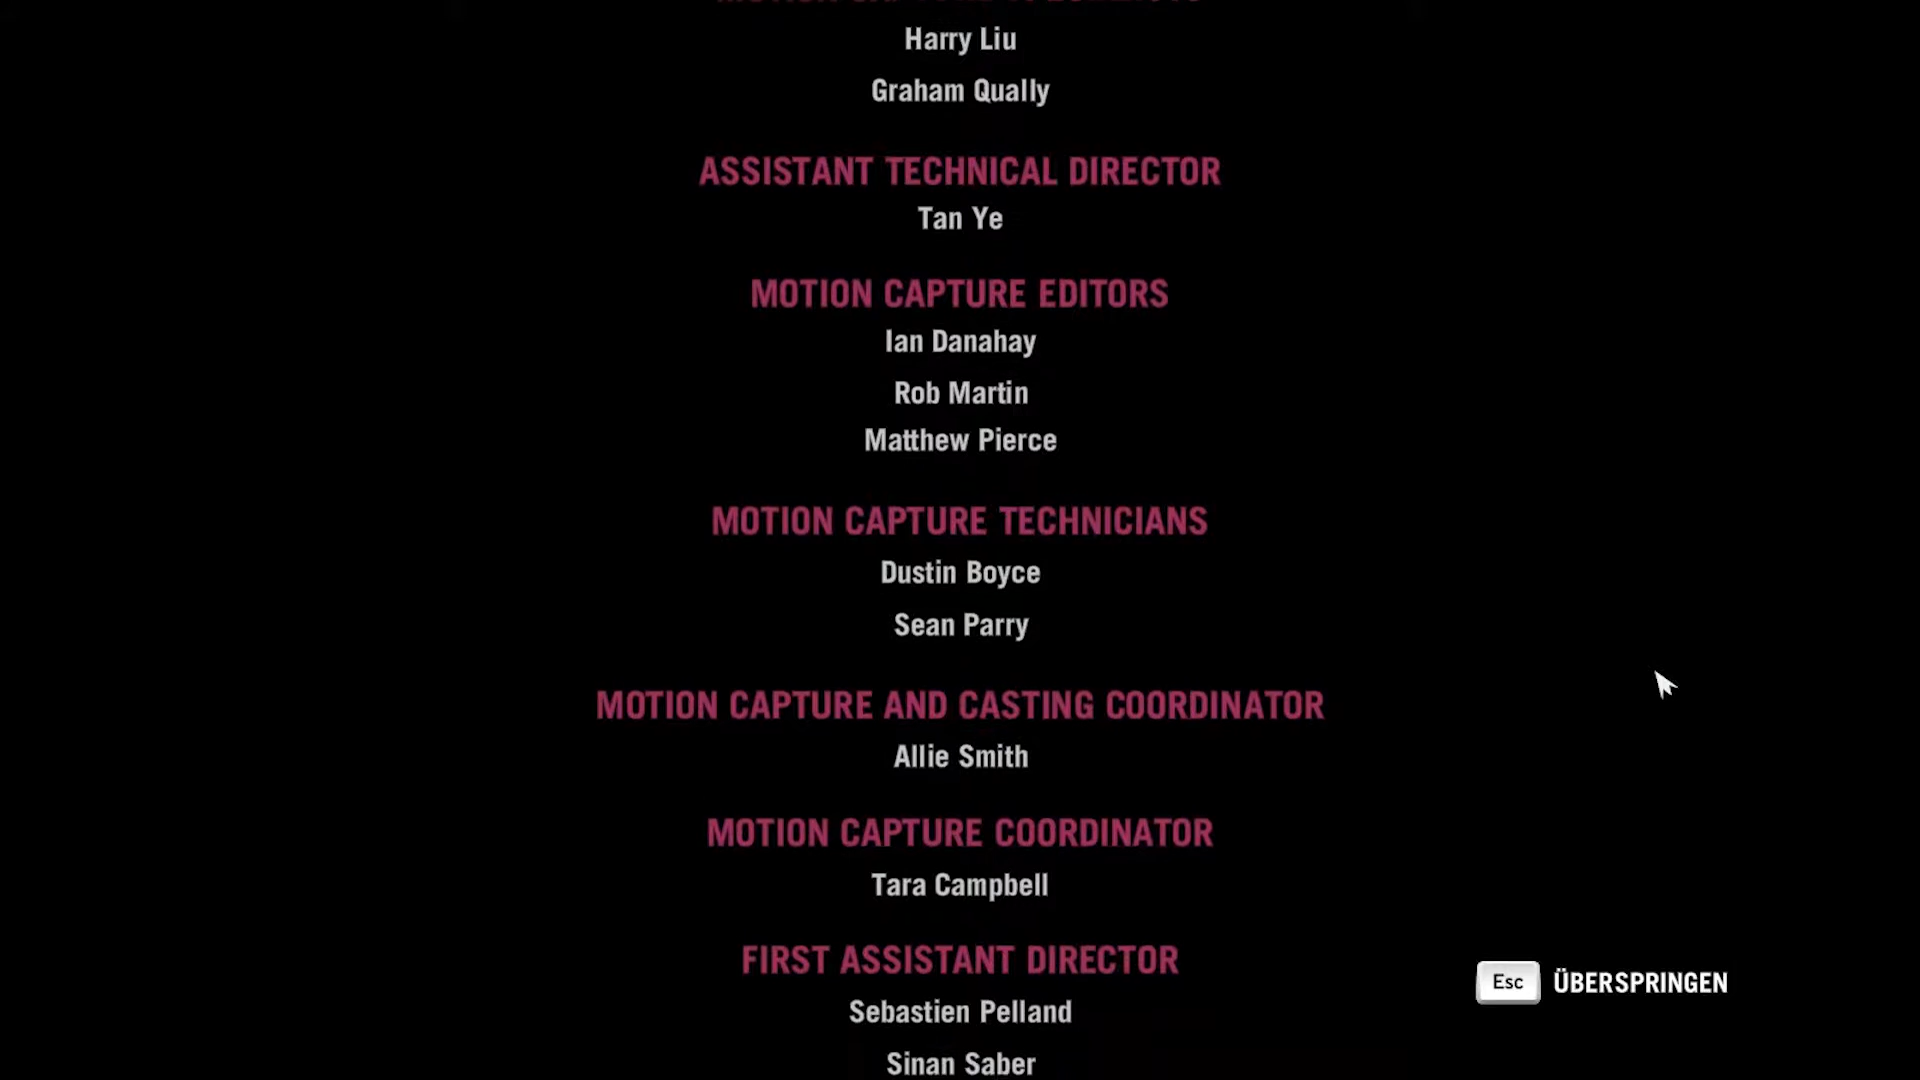 Harry Liu
Graham Qually
ASSISTANT TECHNICAL DIRECTOR
Tan Ye
MOTION CAPTURE EDITORS
Ian Danahay
Rob Martin
Matthew Pierce
MOTION CAPTURE TECHNICIANS
Dustin Boyce
Sean Parry
MOTION CAPTURE AND CASTING COORDINATOR
Allie Smith
MOTION CAPTURE COORDINATOR
Tara Campbell
FIRST ASSISTANT DIRECTOR
Sebastien Pelland
Esc ÜBERSPRINGEN
Sinan Saber